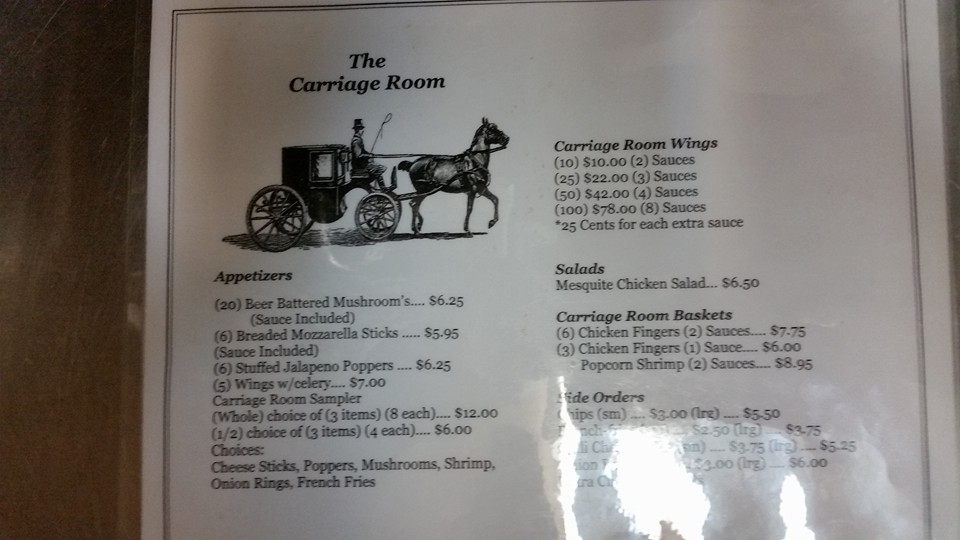 The
Carriage Room
Appetizers
(20) Beer Battered Mushroom's.... $6.25
(Sauce Included)
(6) Breaded Mozzarella Sticks ..... $5.95
(Sauce Included)
(6) Stuffed Jalapeno Poppers .... $6.25
(5) Wings w/celery.... $7.00
Carriage Room Sampler
(Whole) choice of (3 items) (8 each).... $12.00
(1/2) choice of (3 items) (4 each).... $6.00
Choices:
Cheese Sticks, Poppers, Mushrooms, Shrimp,
Onion Rings, French Fries
Carriage Room Wings
(10) $10.00 (2) Sauces
(25) $22.00 (3) Sauces
(50) $42.00 (4) Sauces
(100) $78.00 (8) Sauces
*25 Cents for each extra sauce
Salads
Mesquite Chicken Salad... $6.50
Carriage Room Baskets
(6) Chicken Fingers (2) Sauces.... $7.75
(3) Chicken Fingers (1) Sauce.... $6.00
Popcorn Shrimp (2) Sauces.... $8.95
Side Orders
Chips (sm) .... $3.00 (lrg) .... $5.50
$2.50 (lrg) .... $3.75
$3.75 (lrg) .... $5.25
$3.00 (lrg) .... $6.00